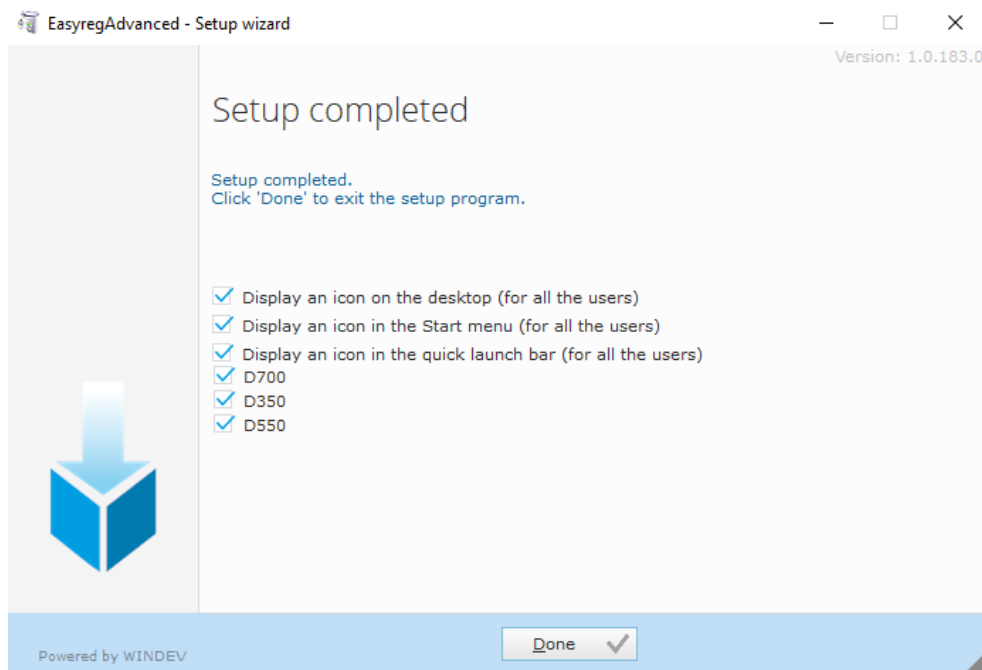 EasyregAdvanced - Setup wizard
Version: 1.0.183.0
Setup completed
Setup completed.
Click 'Done' to exit the setup program.
Display an icon on the desktop (for all the users)
Display an icon in the Start menu (for all the users)
Display an icon in the quick launch bar (for all the users)
D700
D350
D550
Done
Powered by WINDEV